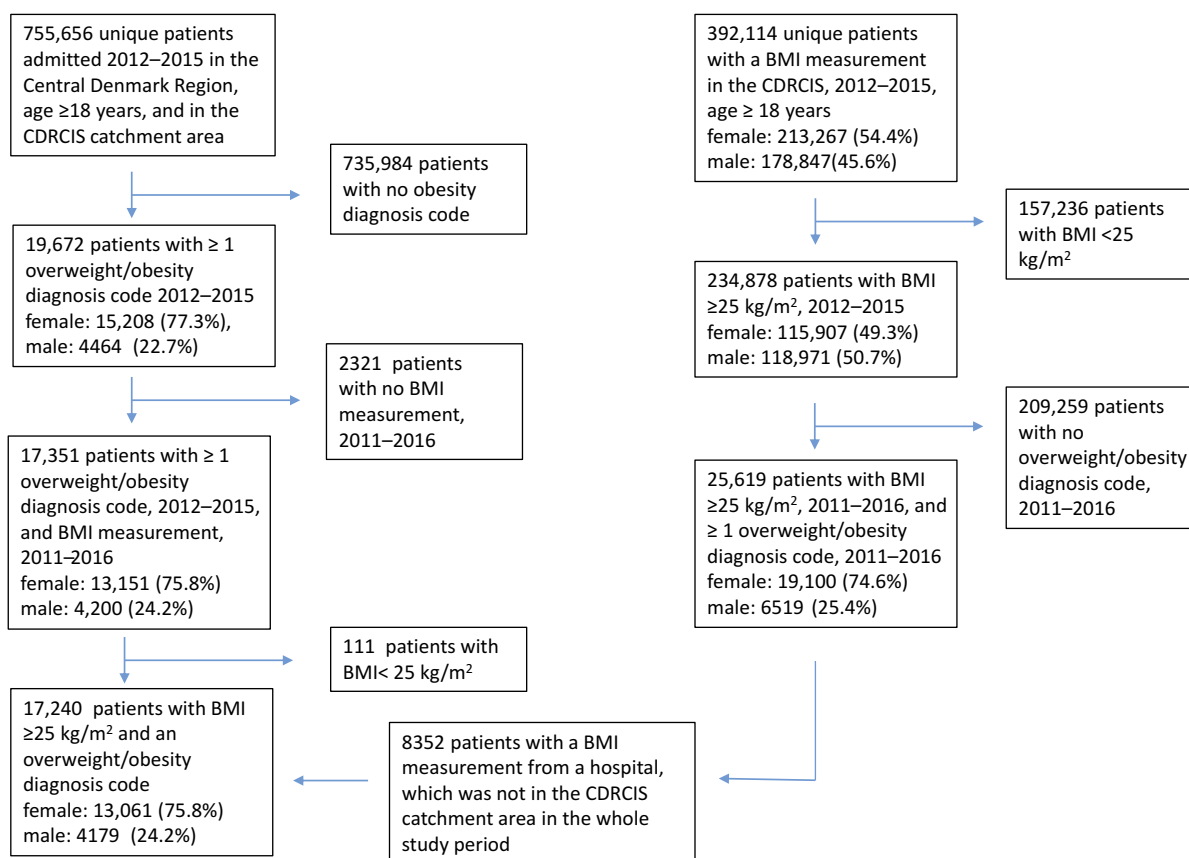 755,656 unique patients
admitted 2012–2015 in the
Central Denmark Region,
age ≥18 years, and in the
CDRCIS catchment area
735,984 patients
with no obesity
diagnosis code
19,672 patients with ≥ 1
overweight/obesity
diagnosis code 2012–2015
female: 15,208 (77.3%),
male: 4464  (22.7%)
2321  patients
with no BMI
measurement,
2011–2016
17,351 patients with ≥ 1
overweight/obesity
diagnosis code, 2012–2015,
and BMI measurement,
2011–2016
female: 13,151 (75.8%)
male: 4,200 (24.2%)
111  patients with
BMI< 25 kg/m²
17,240  patients with BMI
≥25 kg/m² and an
overweight/obesity
diagnosis code
female: 13,061 (75.8%)
male: 4179  (24.2%)
392,114 unique patients
with a BMI measurement
in the CDRCIS, 2012–2015,
age ≥ 18 years
female: 213,267 (54.4%)
male: 178,847(45.6%)
157,236 patients
with BMI <25
kg/m²
234,878 patients with BMI
≥25 kg/m², 2012–2015
female: 115,907 (49.3%)
male: 118,971 (50.7%)
209,259 patients
with no
overweight/obesity
diagnosis code,
2011–2016
25,619 patients with BMI
≥25 kg/m², 2011–2016, and
≥ 1 overweight/obesity
diagnosis code, 2011–2016
female: 19,100 (74.6%)
male: 6519 (25.4%)
8352 patients with a BMI
measurement from a hospital,
which was not in the CDRCIS
catchment area in the whole
study period